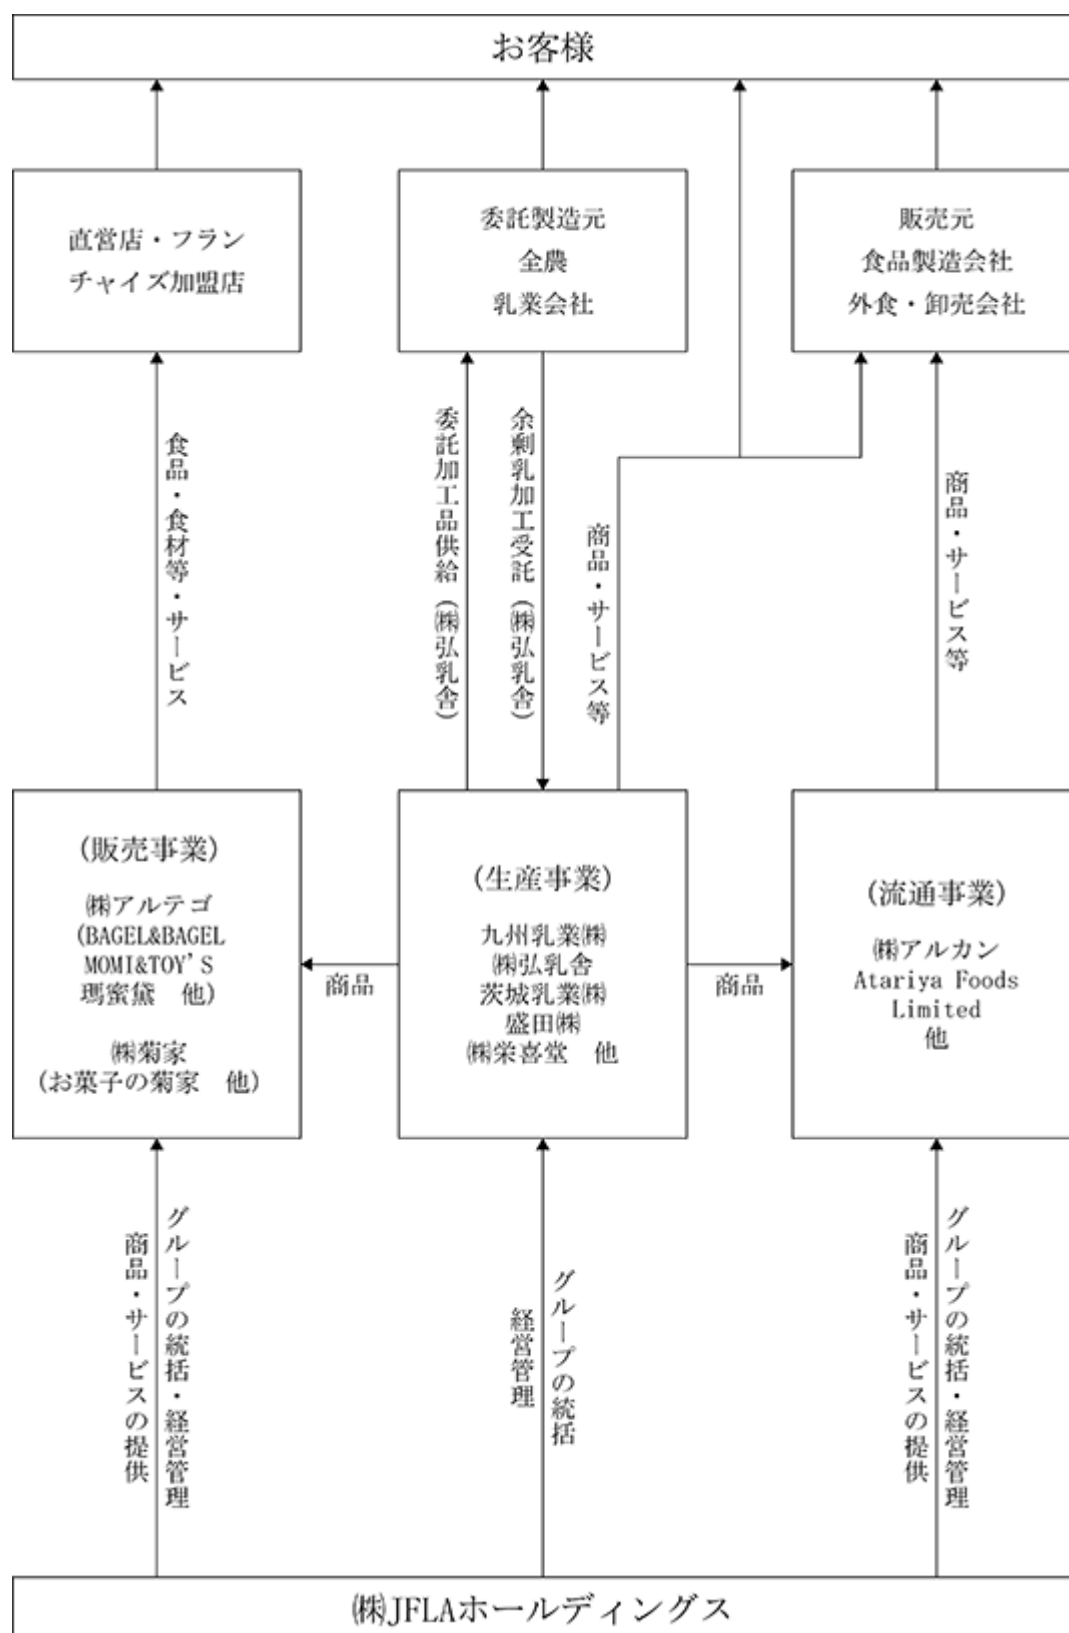 お客様
直営店・フラン
チャイズ加盟店
委託製造元
全農
乳業会社
販売元
食品製造会社
外食・卸売会社
食品・食材等・サービス
委託加工品供給(㈱弘乳舎)
余剰乳加工受託(㈱弘乳舎)
商品・サービス等
商品・サービス等
(販売事業)
㈱アルテゴ
(BAGEL&BAGEL
MOMI&TOY'S
瑪蜜黛　他)
㈱菊家
(お菓子の菊家　他)
商品
(生産事業)
九州乳業㈱
㈱弘乳舎
茨城乳業㈱
盛田㈱
㈱栄喜堂　他
商品
(流通事業)
㈱アルカン
Atariya Foods
Limited
他
グループの統括・経営管理
商品・サービスの提供
グループの統括
経営管理
グループの統括・経営管理
商品・サービスの提供
㈱JFLAホールディングス